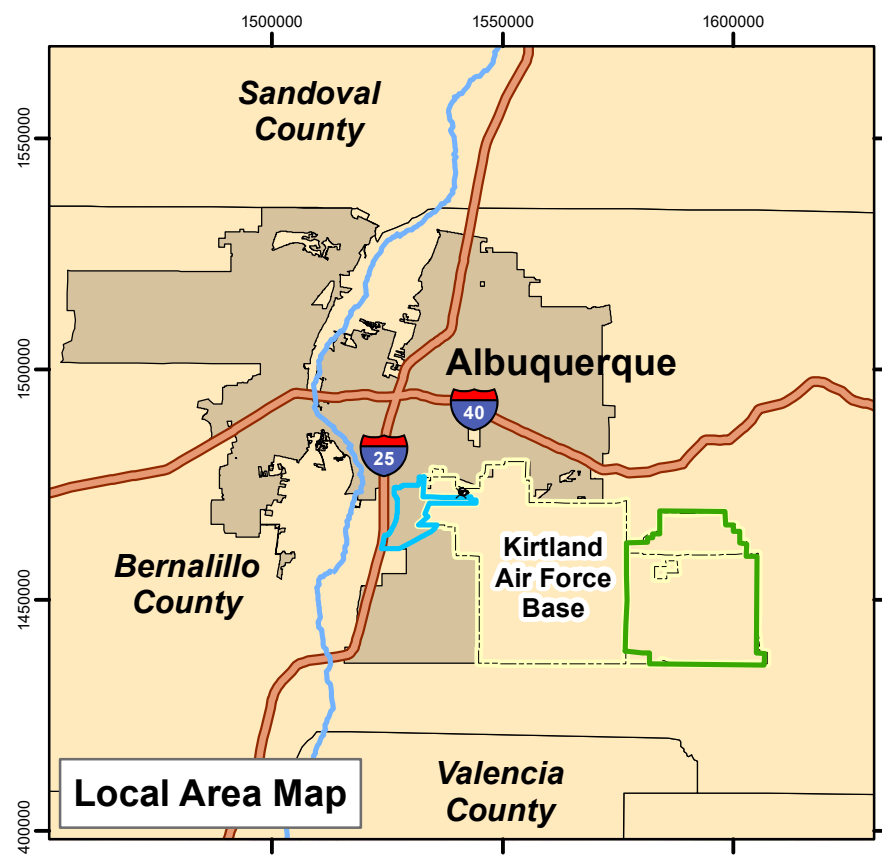 1500000
1550000
1600000
1550000
1500000
1450000
1400000
Sandoval
County
Albuquerque
40
25
Kirtland
Air Force
Base
Bernalillo
County
Valencia
County
Local Area Map